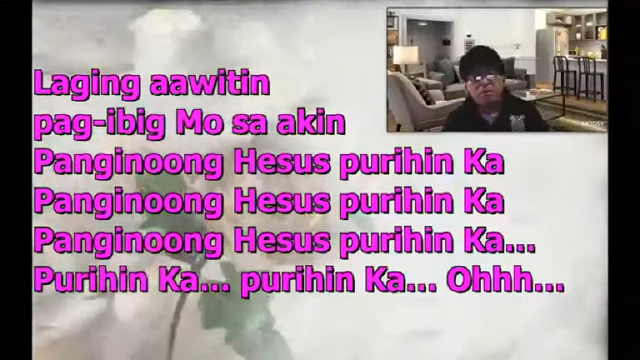 Laging aawitin
pag-ibig Mo sa akin
Panginoong Hesus purihin Ka
Panginoong Hesus purihin Ka
Panginoong Hesus purihin Ka...
Purihin Ka... purihin Ka... Ohhh...